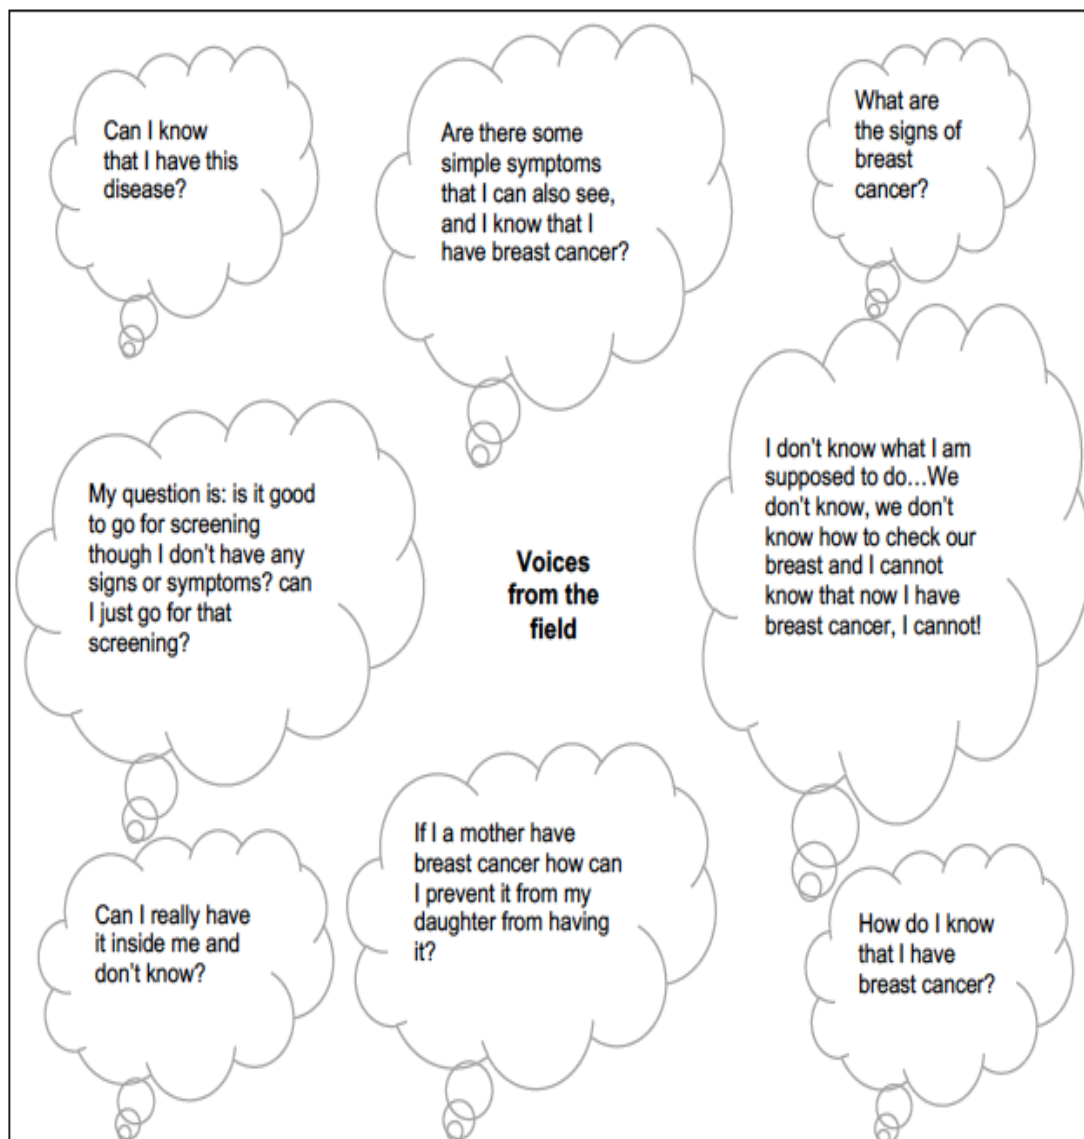 Can I know
that I have this
disease?
Are there some
simple symptoms
that I can also see,
and I know that I
have breast cancer?
What are
the signs of
breast
cancer?
My question is: is it good
to go for screening
though I don't have any
signs or symptoms? can
I just go for that
screening?
Voices
from the
field
I don't know what I am
supposed to do…We
don't know, we don't
know how to check our
breast and I cannot
know that now I have
breast cancer, I cannot!
Can I really have
it inside me and
don't know?
If I a mother have
breast cancer how can
I prevent it from my
daughter from having
it?
How do I know
that I have
breast cancer?